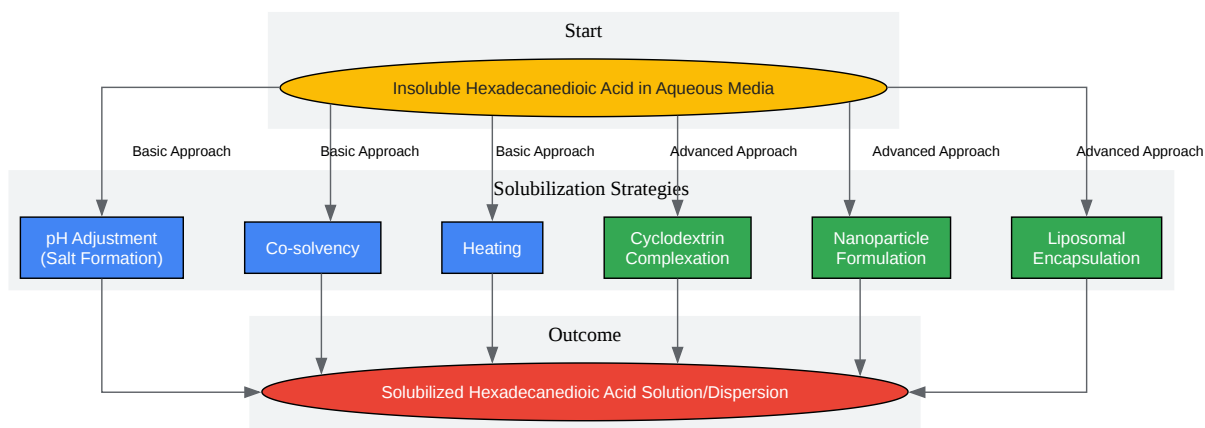 Start
Insoluble Hexadecanedioic Acid in Aqueous Media
Basic Approach
Basic Approach
Basic Approach
Advanced Approach
Advanced Approach
Advanced Approach
Solubilization Strategies
pH Adjustment
(Salt Formation)
Co-solvency
Heating
Cyclodextrin
Complexation
Nanoparticle
Formulation
Liposomal
Encapsulation
Outcome
Solubilized Hexadecanedioic Acid Solution/Dispersion